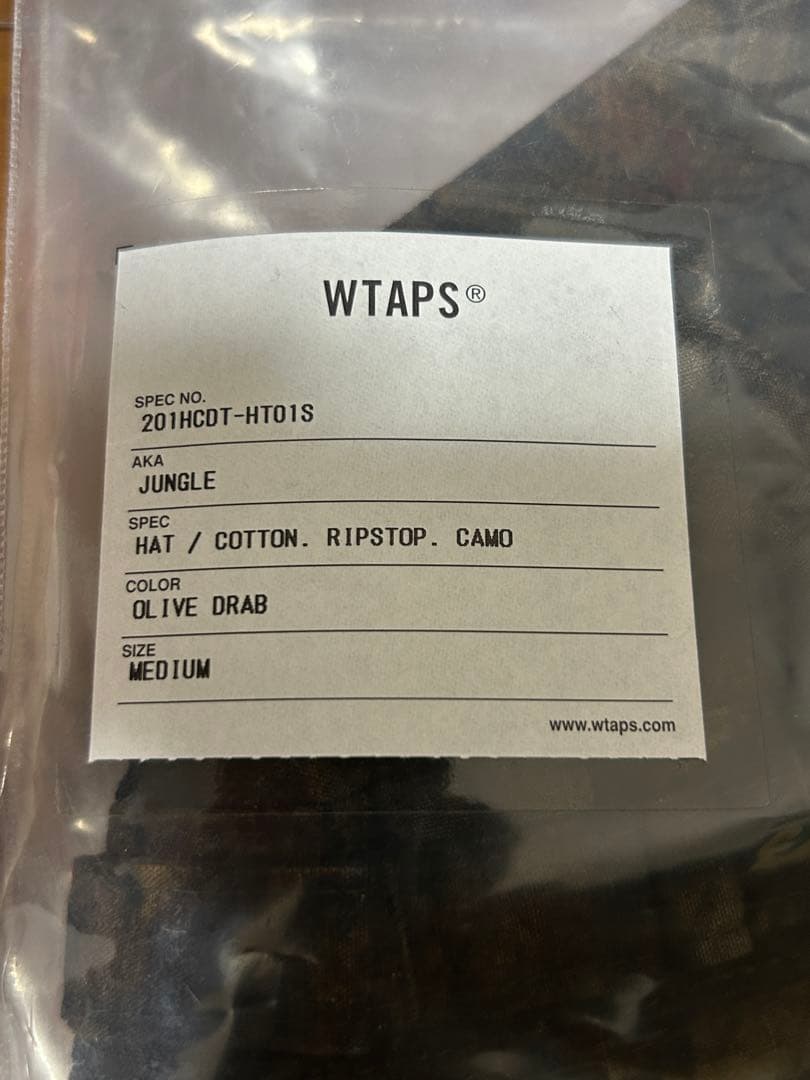 WTAPS®
SPEC NO.
201HCDT-HT01S
AKA
JUNGLE
SPEC
HAT / COTTON. RIPSTOP. CAMO
COLOR
OLIVE DRAB
SIZE
MEDIUM
www.wtaps.com